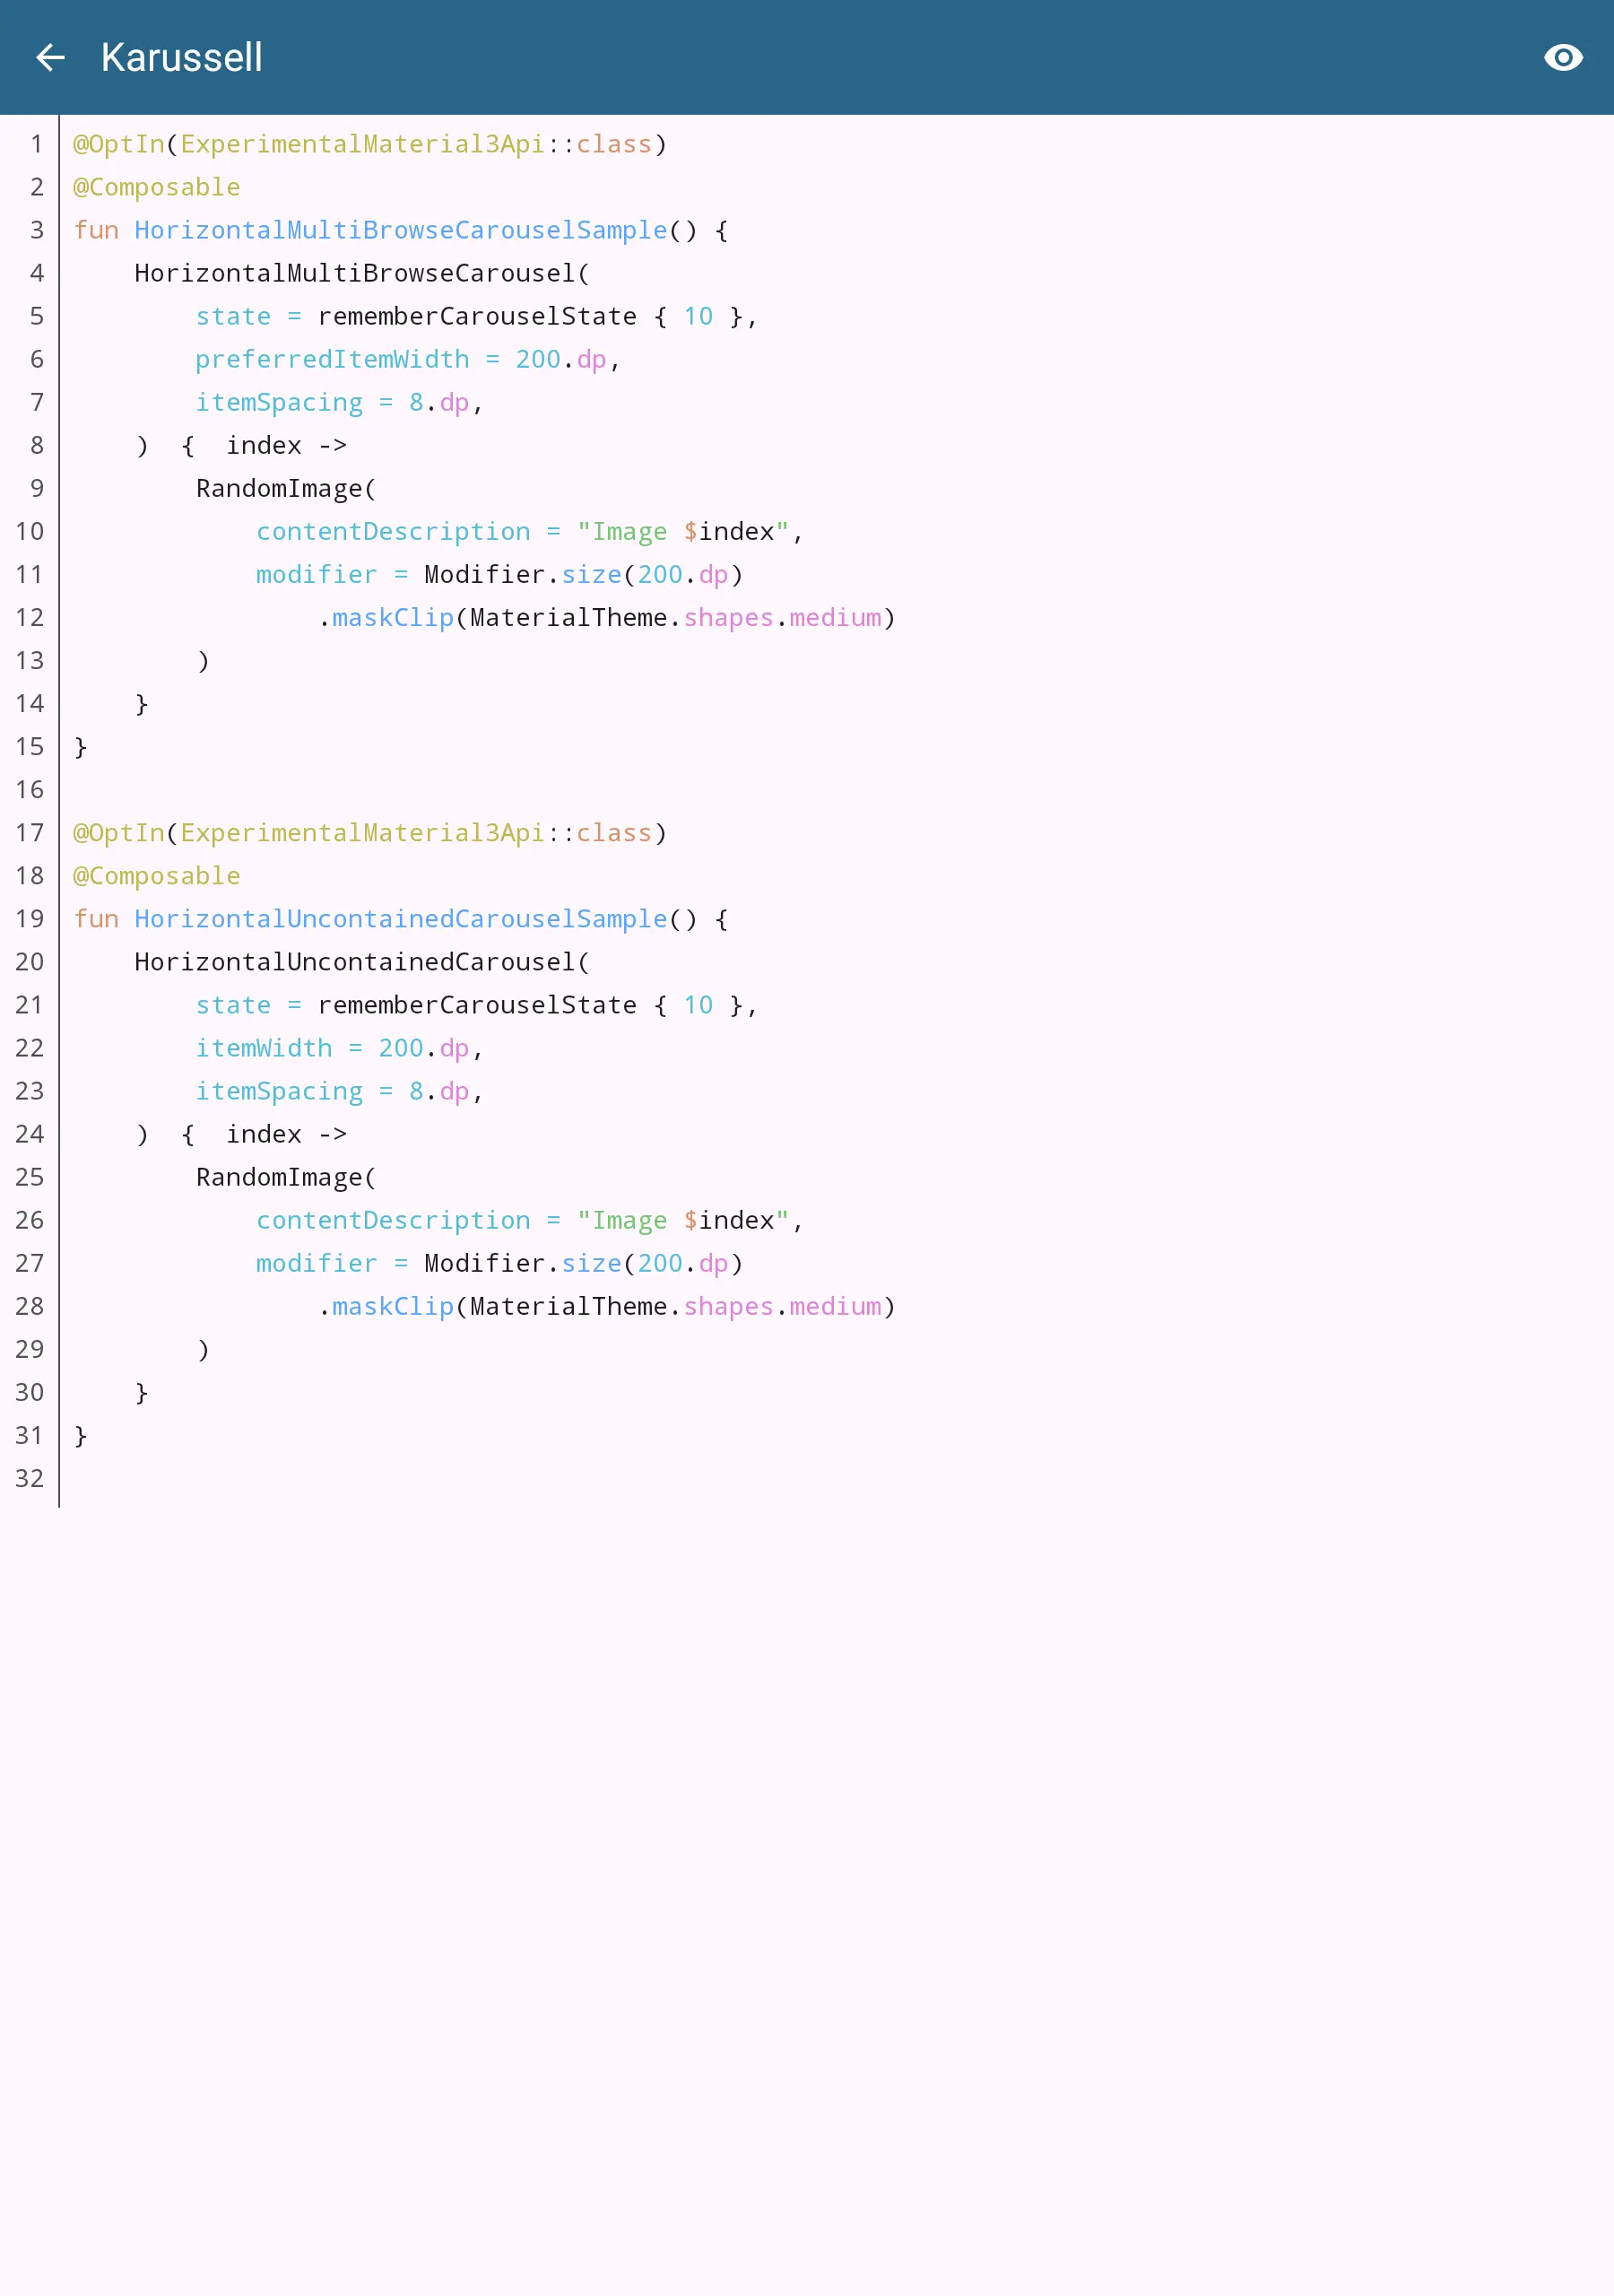 Karussell
1 @OptIn(ExperimentalMaterial3Api::class)
2 @Composable
3 fun HorizontalMultiBrowseCarouselSample() {
4     HorizontalMultiBrowseCarousel(
5         state = rememberCarouselState { 10 },
6         preferredItemWidth = 200.dp,
7         itemSpacing = 8.dp,
8     )  {  index ->
9         RandomImage(
10             contentDescription = "Image $index",
11             modifier = Modifier.size(200.dp)
12                 .maskClip(MaterialTheme.shapes.medium)
13         )
14     }
15 }
16
17 @OptIn(ExperimentalMaterial3Api::class)
18 @Composable
19 fun HorizontalUncontainedCarouselSample() {
20     HorizontalUncontainedCarousel(
21         state = rememberCarouselState { 10 },
22         itemWidth = 200.dp,
23         itemSpacing = 8.dp,
24     )  {  index ->
25         RandomImage(
26             contentDescription = "Image $index",
27             modifier = Modifier.size(200.dp)
28                 .maskClip(MaterialTheme.shapes.medium)
29         )
30     }
31 }
32